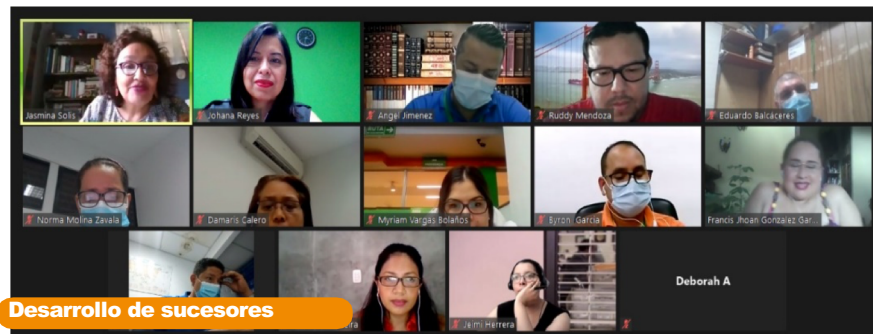 Jasmina Solis
Johana Reyes
Angel Jimenez
Ruddy Mendoza
Eduardo Balcáceres
Norma Molina Zavala
Damaris Calero
Myriam Vargas Bolaños
Byron Garcia
Francis Jhoan Gonzalez Gar...
Deborah A
Desarrollo de sucesores
Jaimi Herrera